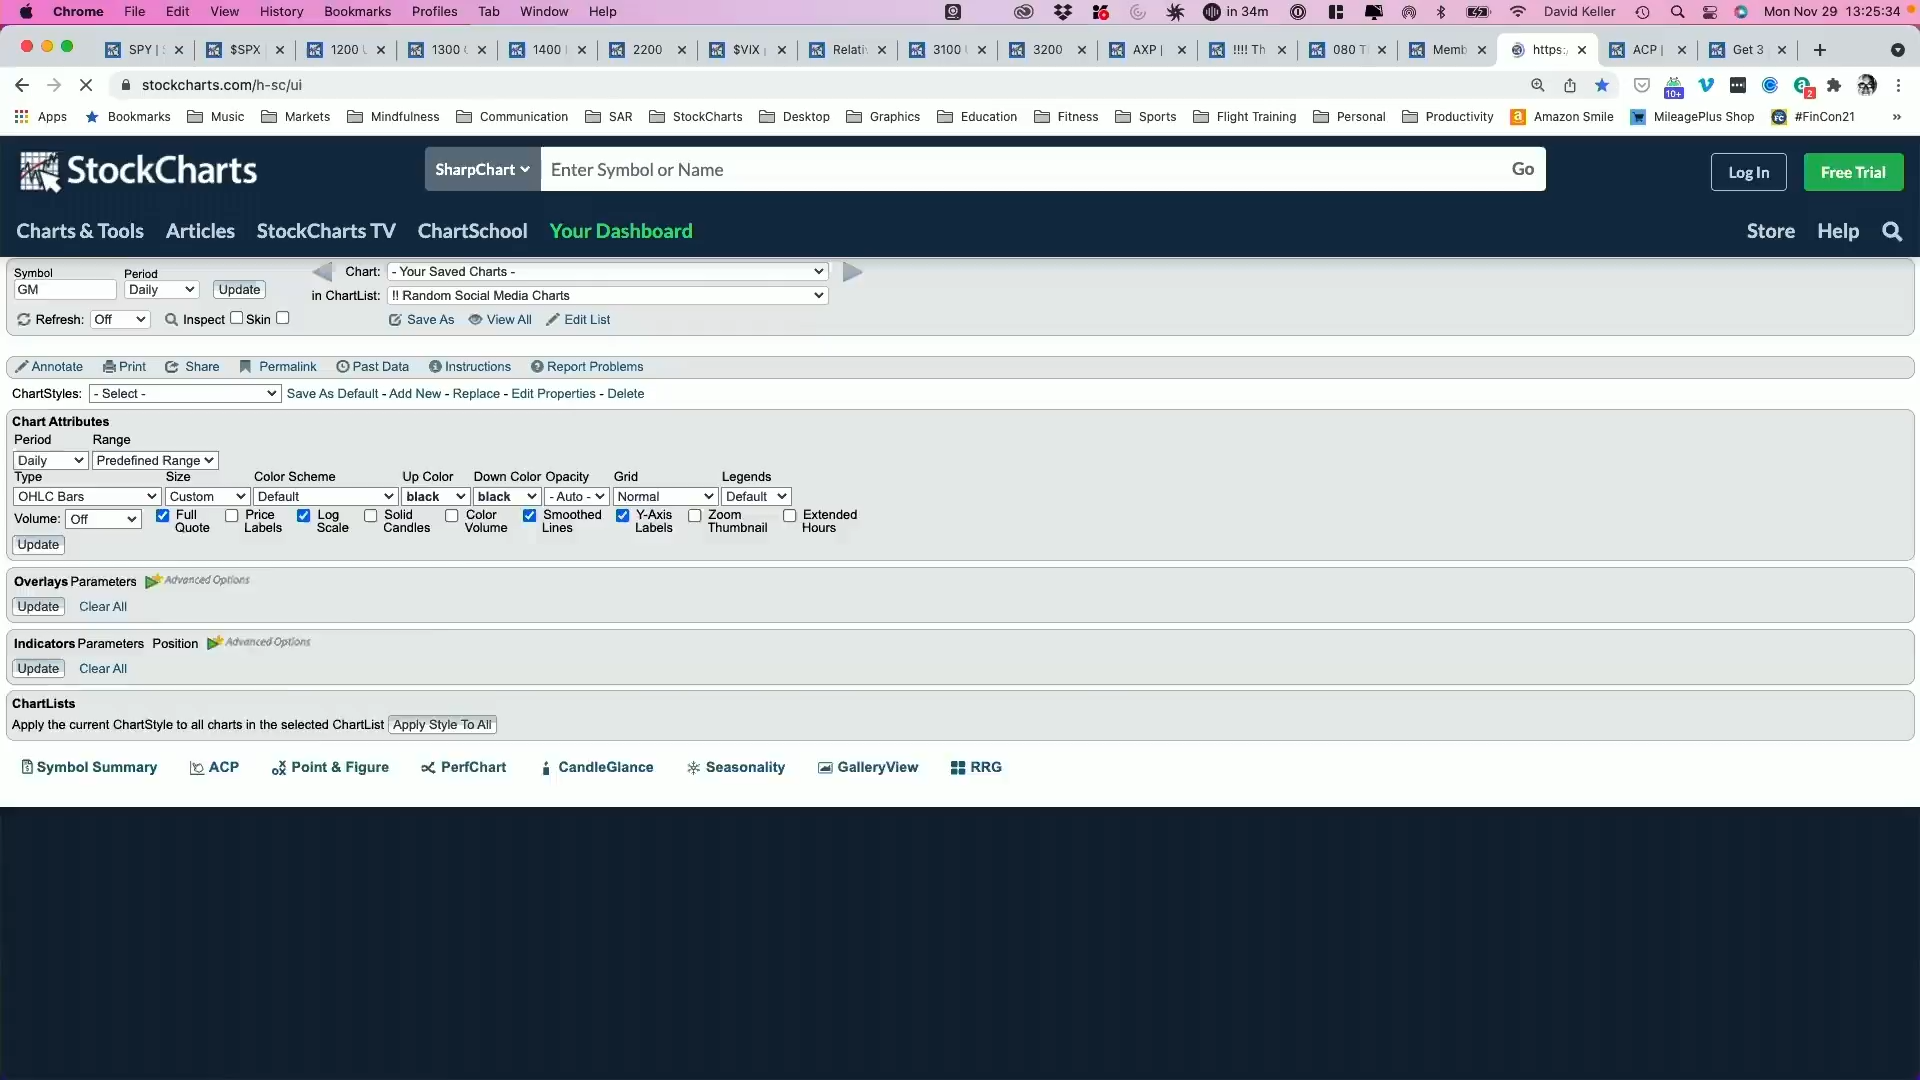 Chrome File Edit View History Bookmarks Profiles Tab Window Help in 34m David Keller Mon Nov 29 13:25:34
SPY | $SPX 1200 1300 1400 2200 $VIX Relati 3100 3200 AXP | !!!! Th 080 T Memb https: ACP | Get 3
stockcharts.com/h-sc/ui 10+ 2
Apps Bookmarks Music Markets Mindfulness Communication SAR StockCharts Desktop Graphics Education Fitness Sports Flight Training Personal Productivity Amazon Smile MileagePlus Shop #FinCon21 »
StockCharts SharpChart Enter Symbol or Name Go Log In Free Trial
Charts & Tools Articles StockCharts TV ChartSchool Your Dashboard Store Help
Symbol Period Chart: - Your Saved Charts -
GM Daily Update in ChartList: !! Random Social Media Charts
Refresh: Off Inspect Skin Save As View All Edit List
Annotate Print Share Permalink Past Data Instructions Report Problems
ChartStyles: - Select - Save As Default - Add New - Replace - Edit Properties - Delete
Chart Attributes
Period Range
Daily Predefined Range
Type Size Color Scheme Up Color Down Color Opacity Grid Legends
OHLC Bars Custom Default black black - Auto - Normal Default
Volume: Off Full Quote Price Labels Log Scale Solid Candles Color Volume Smoothed Lines Y-Axis Labels Zoom Thumbnail Extended Hours
Update
Overlays Parameters Advanced Options
Update Clear All
Indicators Parameters Position Advanced Options
Update Clear All
ChartLists
Apply the current ChartStyle to all charts in the selected ChartList Apply Style To All
Symbol Summary ACP Point & Figure PerfChart CandleGlance Seasonality GalleryView RRG